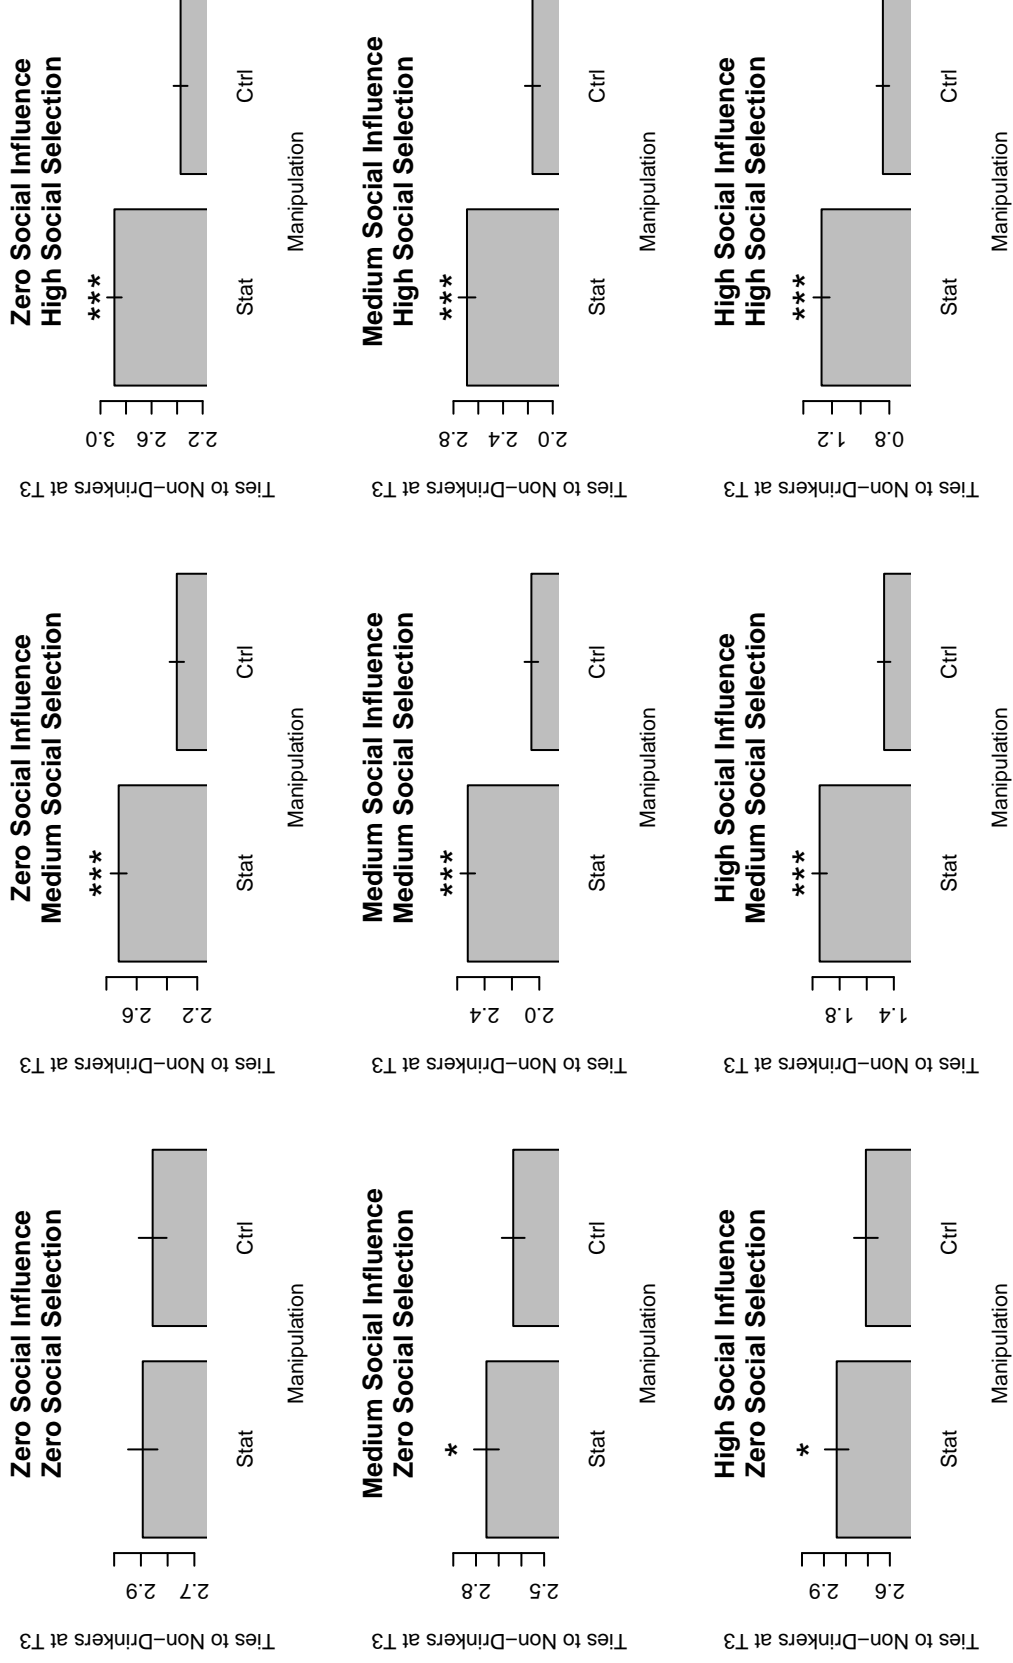 Zero Social Influence
Zero Social Selection
Ties to Non−Drinkers at T3
2.9
2.7
Stat
Ctrl
Manipulation
Zero Social Influence
Medium Social Selection
Ties to Non−Drinkers at T3
***
2.6
2.2
Stat
Ctrl
Manipulation
Zero Social Influence
High Social Selection
Ties to Non−Drinkers at T3
***
3.0
2.6
2.2
Stat
Ctrl
Manipulation
Medium Social Influence
Zero Social Selection
Ties to Non−Drinkers at T3
*
2.8
2.5
Stat
Ctrl
Manipulation
Medium Social Influence
Medium Social Selection
Ties to Non−Drinkers at T3
***
2.4
2.0
Stat
Ctrl
Manipulation
Medium Social Influence
High Social Selection
Ties to Non−Drinkers at T3
***
2.8
2.4
2.0
Stat
Ctrl
Manipulation
High Social Influence
Zero Social Selection
Ties to Non−Drinkers at T3
*
2.9
2.6
Stat
Ctrl
Manipulation
High Social Influence
Medium Social Selection
Ties to Non−Drinkers at T3
***
1.8
1.4
Stat
Ctrl
Manipulation
High Social Influence
High Social Selection
Ties to Non−Drinkers at T3
***
1.2
0.8
Stat
Ctrl
Manipulation